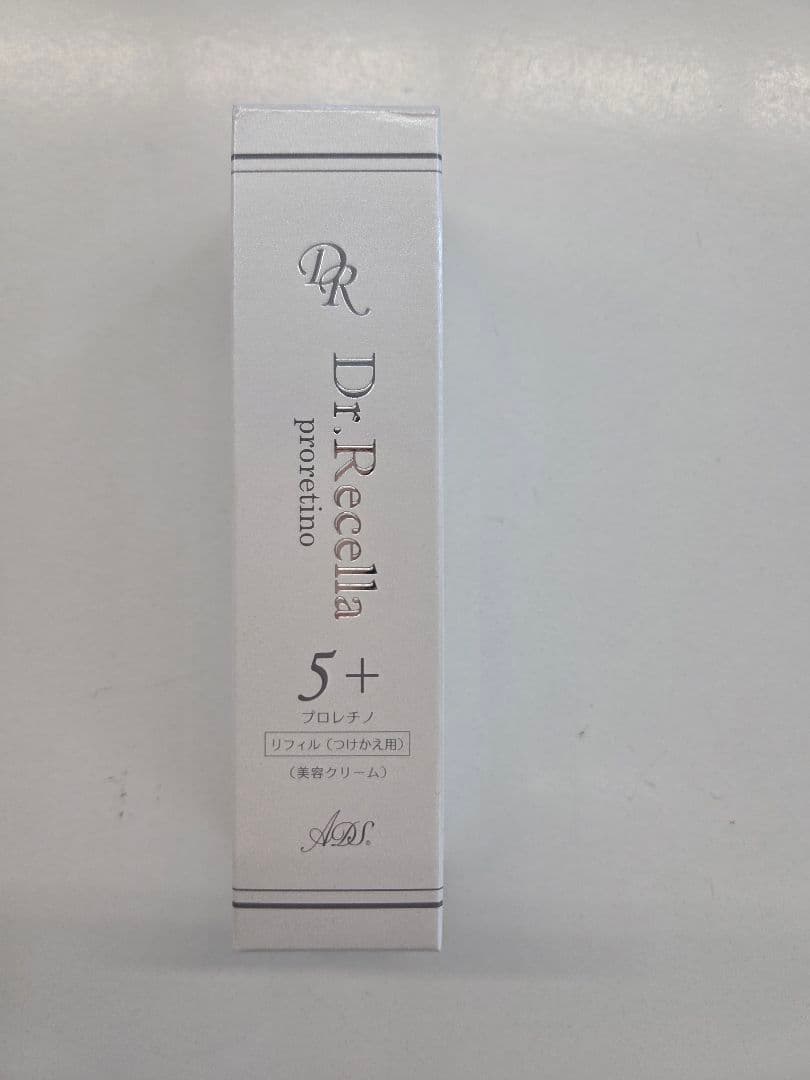 DR
Dr.Recella
proretino
5+
プロレチノ
リフィル（つけかえ用）
（美容クリーム）
ADS®